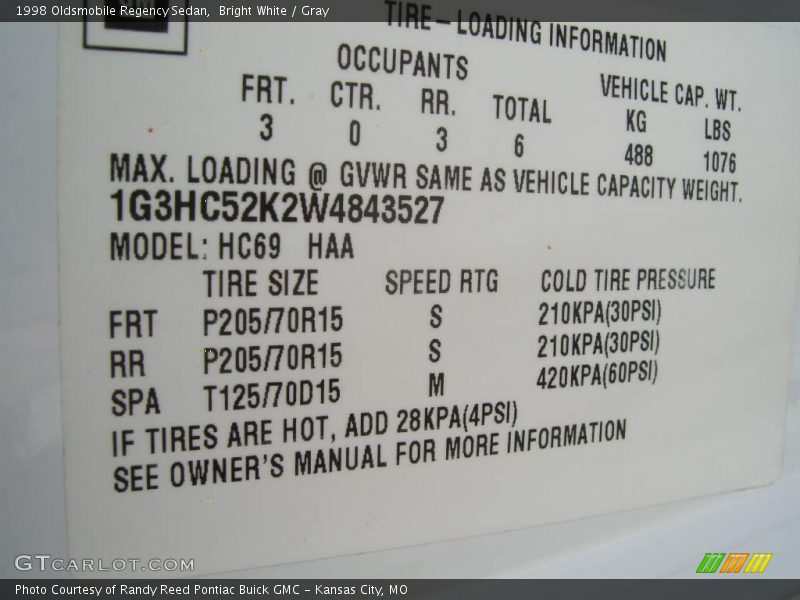 1998 Oldsmobile Regency Sedan, Bright White / Gray
TIRE-LOADING INFORMATION
OCCUPANTS VEHICLE CAP. WT.
FRT. CTR. RR. TOTAL KG LBS
3 0 3 6 488 1076
MAX. LOADING @ GVWR SAME AS VEHICLE CAPACITY WEIGHT.
1G3HC52K2W4843527
MODEL: HC69 HAA
TIRE SIZE SPEED RTG COLD TIRE PRESSURE
FRT P205/70R15 S 210KPA(30PSI)
RR P205/70R15 S 210KPA(30PSI)
SPA T125/70D15 M 420KPA(60PSI)
IF TIRES ARE HOT, ADD 28KPA(4PSI)
SEE OWNER'S MANUAL FOR MORE INFORMATION
GTCARLOT.COM
Photo Courtesy of Randy Reed Pontiac Buick GMC - Kansas City, MO